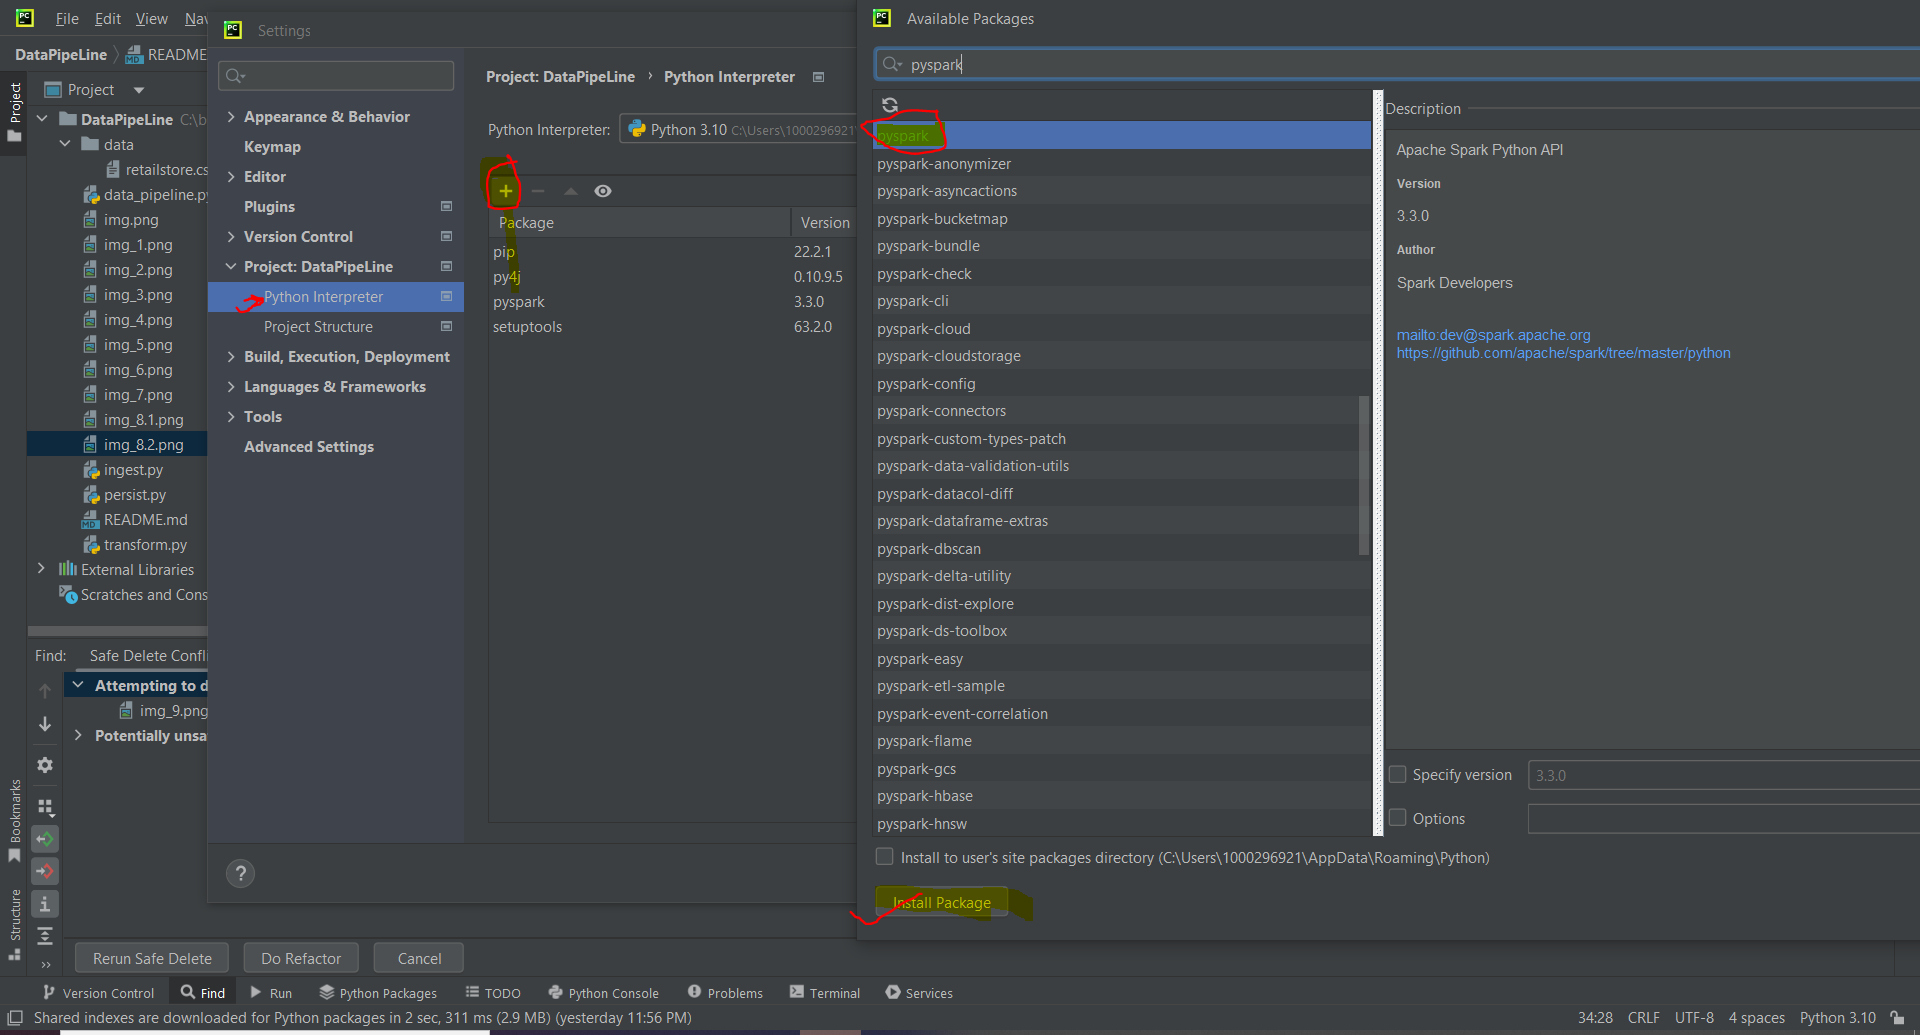 File Edit View Nav
DataPipeLine README
Project
Project
DataPipeLine C:\b
data
retailstore.cs
data_pipeline.py
img.png
img_1.png
img_2.png
img_3.png
img_4.png
img_5.png
img_6.png
img_7.png
img_8.1.png
img_8.2.png
ingest.py
persist.py
README.md
transform.py
External Libraries
Scratches and Cons
Find: Safe Delete Confli
Attempting to d
img_9.png
Potentially unsa
Bookmarks
Structure
Rerun Safe Delete Do Refactor Cancel
Settings
Appearance & Behavior
Keymap
Editor
Plugins
Version Control
Project: DataPipeLine
Python Interpreter
Project Structure
Build, Execution, Deployment
Languages & Frameworks
Tools
Advanced Settings
Project: DataPipeLine › Python Interpreter
Python Interpreter: Python 3.10 C:\Users\1000296921
Package Version
pip 22.2.1
py4j 0.10.9.5
pyspark 3.3.0
setuptools 63.2.0
Available Packages
pyspark
pyspark
pyspark-anonymizer
pyspark-asyncactions
pyspark-bucketmap
pyspark-bundle
pyspark-check
pyspark-cli
pyspark-cloud
pyspark-cloudstorage
pyspark-config
pyspark-connectors
pyspark-custom-types-patch
pyspark-data-validation-utils
pyspark-datacol-diff
pyspark-dataframe-extras
pyspark-dbscan
pyspark-delta-utility
pyspark-dist-explore
pyspark-ds-toolbox
pyspark-easy
pyspark-etl-sample
pyspark-event-correlation
pyspark-flame
pyspark-gcs
pyspark-hbase
pyspark-hnsw
Description
Apache Spark Python API
Version
3.3.0
Author
Spark Developers
mailto:dev@spark.apache.org
https://github.com/apache/spark/tree/master/python
Specify version 3.3.0
Options
Install to user's site packages directory (C:\Users\1000296921\AppData\Roaming\Python)
Install Package
Version Control Find Run Python Packages TODO Python Console Problems Terminal Services
Shared indexes are downloaded for Python packages in 2 sec, 311 ms (2.9 MB) (yesterday 11:56 PM) 34:28 CRLF UTF-8 4 spaces Python 3.10